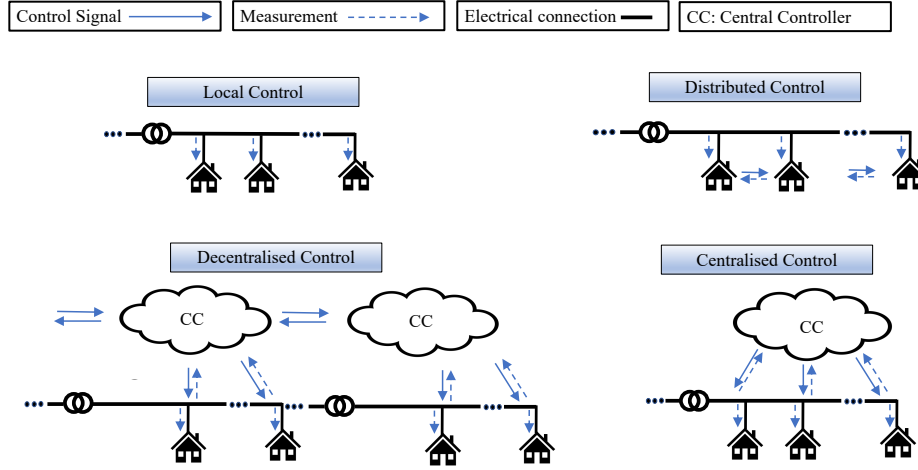 Control Signal
Measurement
Electrical connection
CC: Central Controller
Local Control
Distributed Control
Decentralised Control
Centralised Control
CC
CC
CC